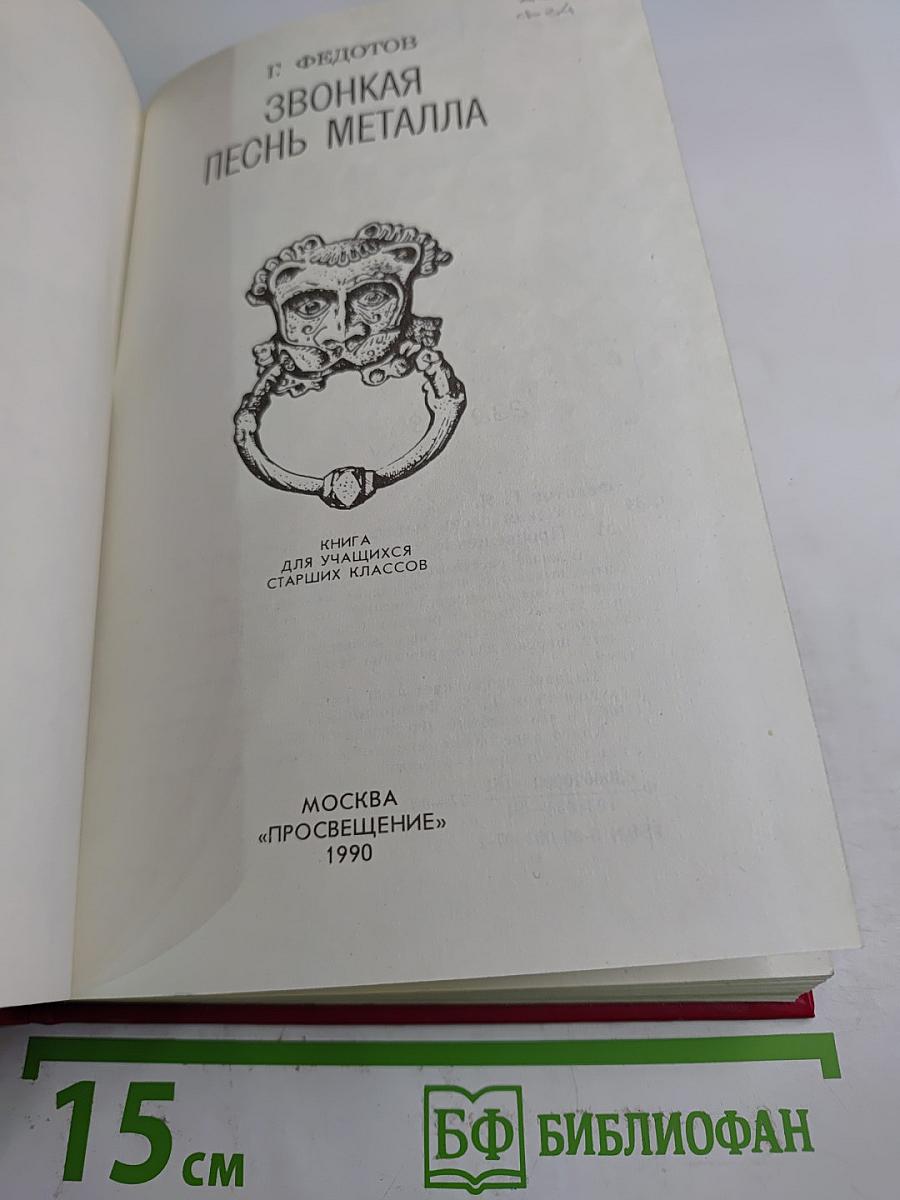 Г. ФЕДОТОВ
ЗВОНКАЯ
ПЕСНЬ МЕТАЛЛА
КНИГА
ДЛЯ УЧАЩИХСЯ
СТАРШИХ КЛАССОВ
МОСКВА
«ПРОСВЕЩЕНИЕ»
1990
15 см
БФ БИБЛИОФАН